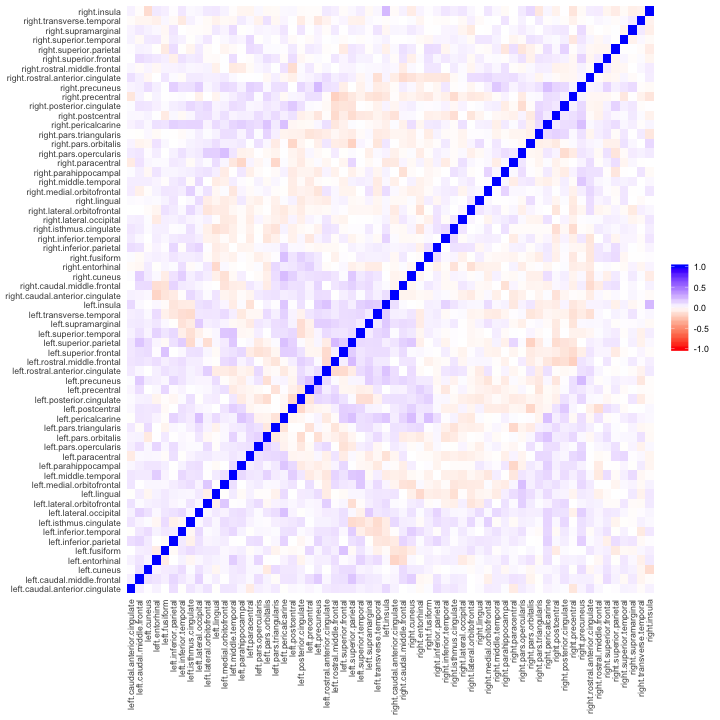 right.insula
right.transverse.temporal
right.supramarginal
right.superior.temporal
right.superior.parietal
right.superior.frontal
right.rostral.middle.frontal
right.rostral.anterior.cingulate
right.precuneus
right.precentral
right.posterior.cingulate
right.postcentral
right.pericalcarine
right.pars.triangularis
right.pars.orbitalis
right.pars.opercularis
right.paracentral
right.parahippocampal
right.middle.temporal
right.medial.orbitofrontal
right.lingual
right.lateral.orbitofrontal
right.lateral.occipital
right.isthmus.cingulate
right.inferior.temporal
right.inferior.parietal
right.fusiform
right.entorhinal
right.cuneus
right.caudal.middle.frontal
right.caudal.anterior.cingulate
left.insula
left.transverse.temporal
left.supramarginal
left.superior.temporal
left.superior.parietal
left.superior.frontal
left.rostral.middle.frontal
left.rostral.anterior.cingulate
left.precuneus
left.precentral
left.posterior.cingulate
left.postcentral
left.pericalcarine
left.pars.triangularis
left.pars.orbitalis
left.pars.opercularis
left.paracentral
left.parahippocampal
left.middle.temporal
left.medial.orbitofrontal
left.lingual
left.lateral.orbitofrontal
left.lateral.occipital
left.isthmus.cingulate
left.inferior.temporal
left.inferior.parietal
left.fusiform
left.entorhinal
left.cuneus
left.caudal.middle.frontal
left.caudal.anterior.cingulate
1.0
0.5
0.0
-0.5
-1.0
left.caudal.anterior.cingulate
left.caudal.middle.frontal
left.cuneus
left.entorhinal
left.fusiform
left.inferior.parietal
left.inferior.temporal
left.isthmus.cingulate
left.lateral.occipital
left.lateral.orbitofrontal
left.lingual
left.medial.orbitofrontal
left.middle.temporal
left.parahippocampal
left.paracentral
left.pars.opercularis
left.pars.orbitalis
left.pars.triangularis
left.pericalcarine
left.postcentral
left.posterior.cingulate
left.precentral
left.precuneus
left.rostral.anterior.cingulate
left.rostral.middle.frontal
left.superior.frontal
left.superior.parietal
left.superior.temporal
left.supramarginal
left.transverse.temporal
left.insula
right.caudal.anterior.cingulate
right.caudal.middle.frontal
right.cuneus
right.entorhinal
right.fusiform
right.inferior.parietal
right.inferior.temporal
right.isthmus.cingulate
right.lateral.occipital
right.lateral.orbitofrontal
right.lingual
right.medial.orbitofrontal
right.middle.temporal
right.parahippocampal
right.paracentral
right.pars.opercularis
right.pars.orbitalis
right.pars.triangularis
right.pericalcarine
right.postcentral
right.posterior.cingulate
right.precentral
right.precuneus
right.rostral.anterior.cingulate
right.rostral.middle.frontal
right.superior.frontal
right.superior.parietal
right.superior.temporal
right.supramarginal
right.transverse.temporal
right.insula